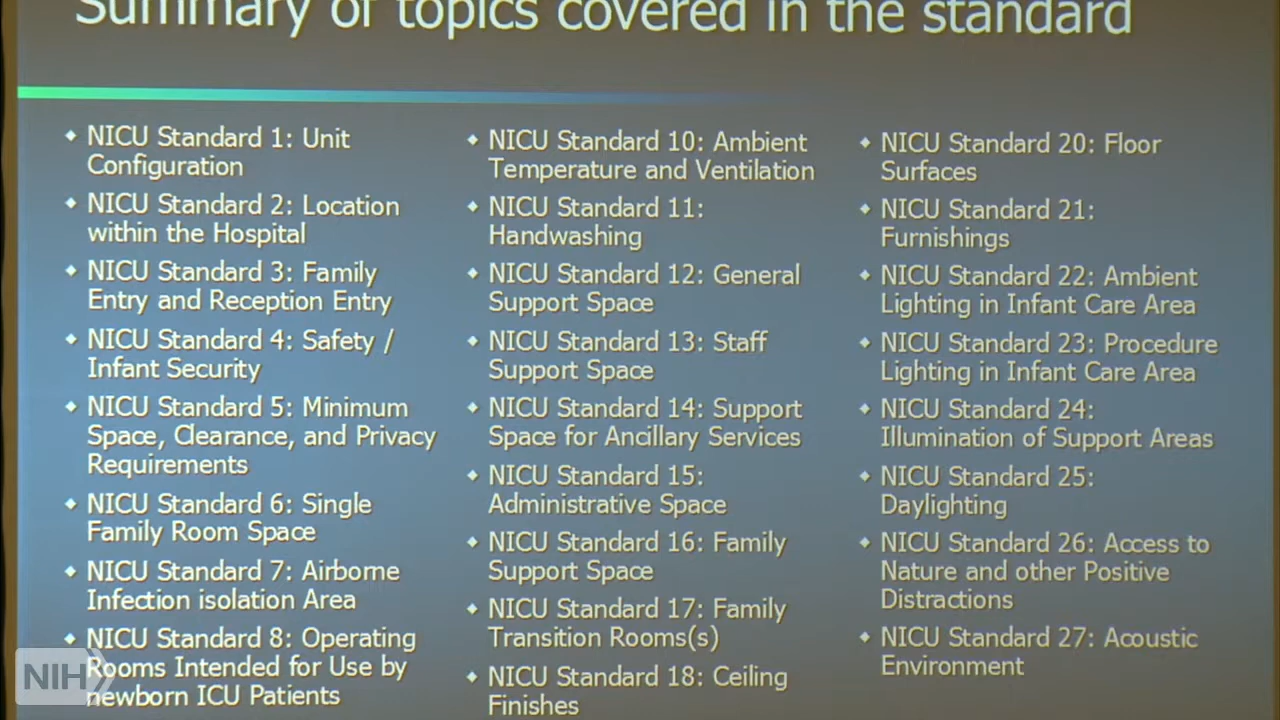 Summary of topics covered in the standard
◆ NICU Standard 1: Unit
Configuration
◆ NICU Standard 2: Location
within the Hospital
◆ NICU Standard 3: Family
Entry and Reception Entry
◆ NICU Standard 4: Safety /
Infant Security
◆ NICU Standard 5: Minimum
Space, Clearance, and Privacy
Requirements
◆ NICU Standard 6: Single
Family Room Space
◆ NICU Standard 7: Airborne
Infection isolation Area
◆ NICU Standard 8: Operating
Rooms Intended for Use by
newborn ICU Patients
◆ NICU Standard 10: Ambient
Temperature and Ventilation
◆ NICU Standard 11:
Handwashing
◆ NICU Standard 12: General
Support Space
◆ NICU Standard 13: Staff
Support Space
◆ NICU Standard 14: Support
Space for Ancillary Services
◆ NICU Standard 15:
Administrative Space
◆ NICU Standard 16: Family
Support Space
◆ NICU Standard 17: Family
Transition Rooms(s)
◆ NICU Standard 18: Ceiling
Finishes
◆ NICU Standard 20: Floor
Surfaces
◆ NICU Standard 21:
Furnishings
◆ NICU Standard 22: Ambient
Lighting in Infant Care Area
◆ NICU Standard 23: Procedure
Lighting in Infant Care Area
◆ NICU Standard 24:
Illumination of Support Areas
◆ NICU Standard 25:
Daylighting
◆ NICU Standard 26: Access to
Nature and other Positive
Distractions
◆ NICU Standard 27: Acoustic
Environment
NIH